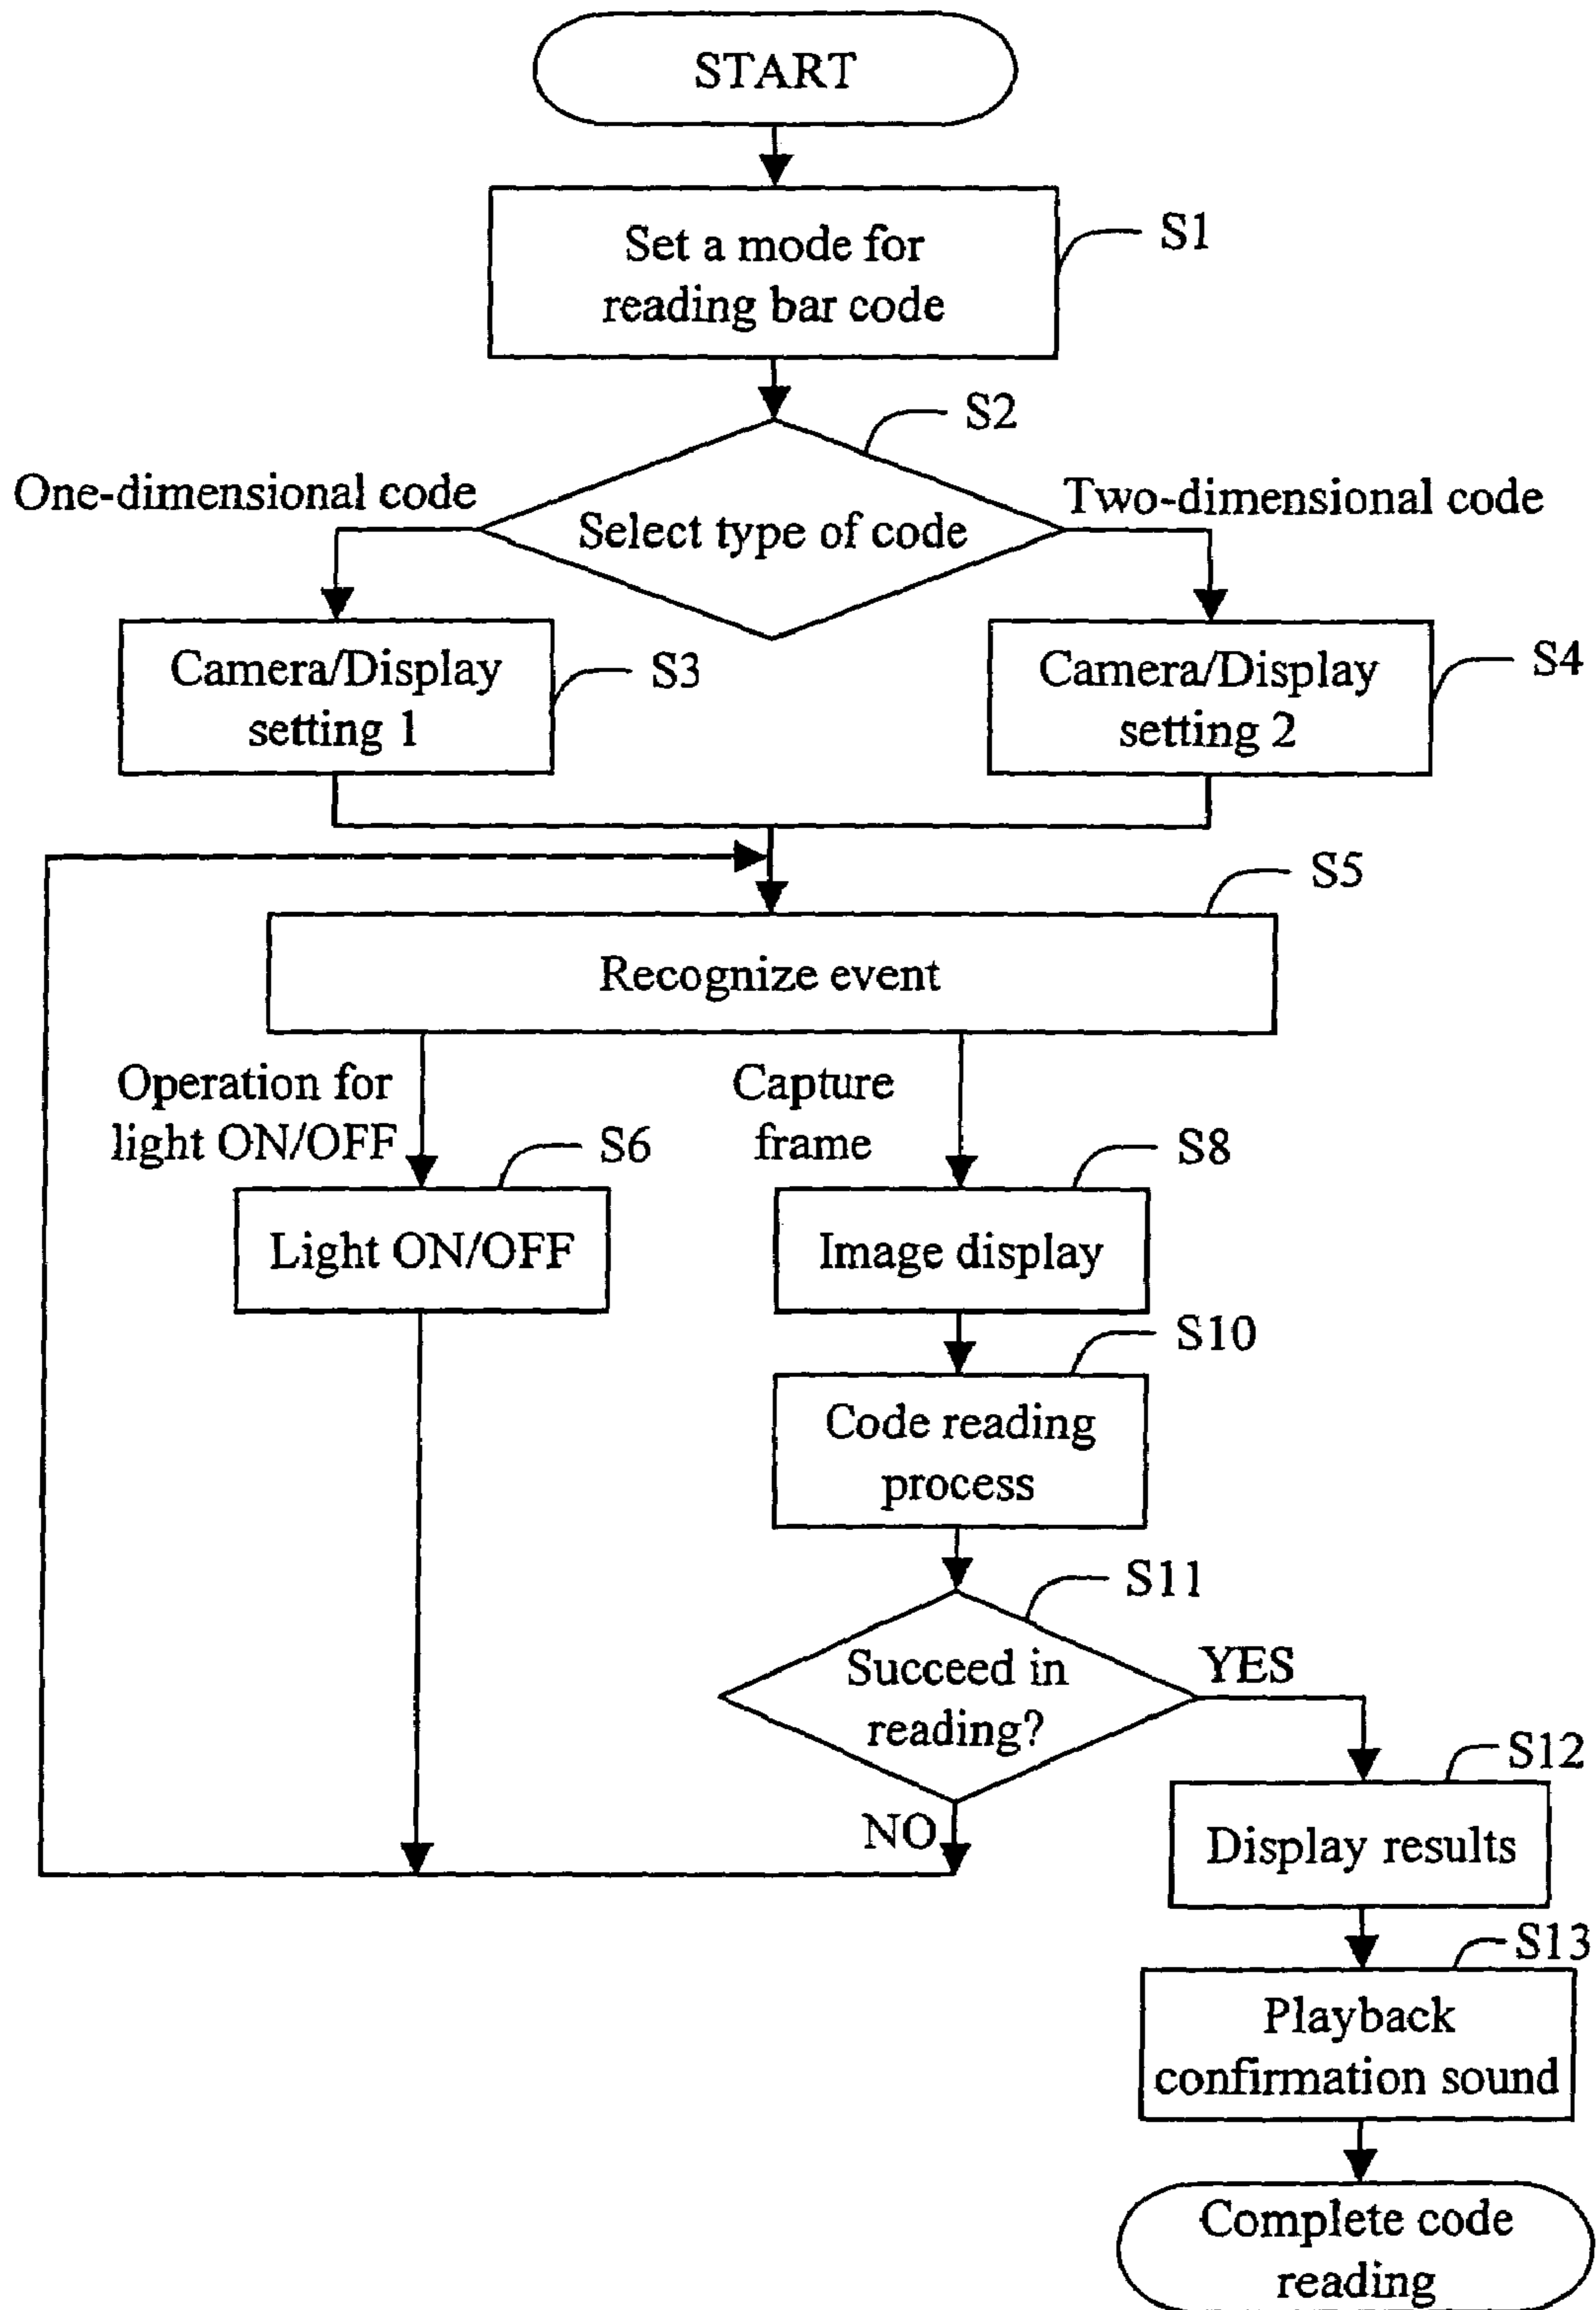 START
Set a mode for
reading bar code
S1
S2
One-dimensional code
Select type of code
Two-dimensional code
Camera/Display
setting 1
S3
Camera/Display
setting 2
S4
S5
Recognize event
Operation for
light ON/OFF
Capture
frame
S6
S8
Light ON/OFF
Image display
S10
Code reading
process
S11
Succeed in
reading?
YES
NO
S12
Display results
S13
Playback
confirmation sound
Complete code
reading